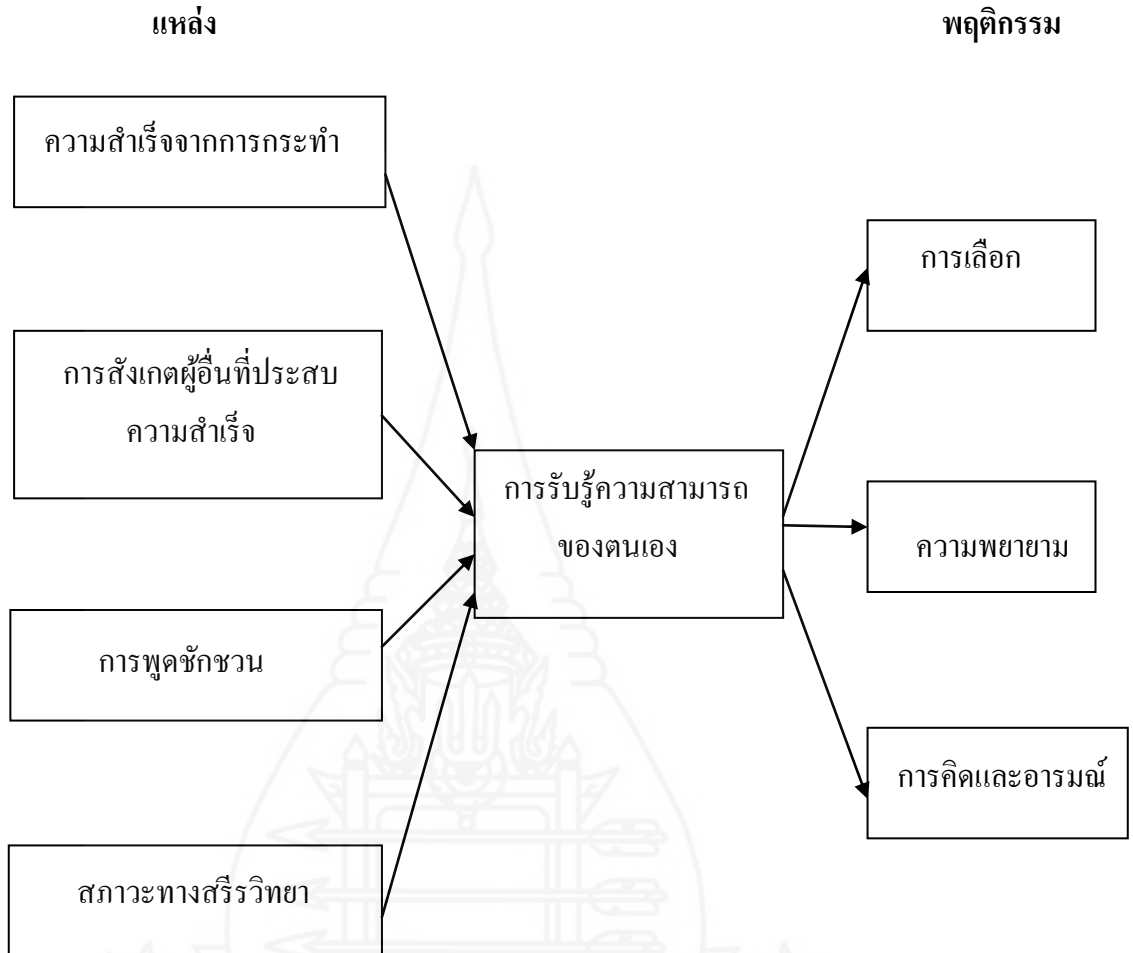 แหล่ง
พฤติกรรม
ความสำเร็จจากการกระทำ
การสังเกตผู้อื่นที่ประสบ
ความสำเร็จ
การพูดชักชวน
สภาวะทางสรีรวิทยา
การรับรู้ความสามารถ
ของตนเอง
การเลือก
ความพยายาม
การคิดและอารมณ์